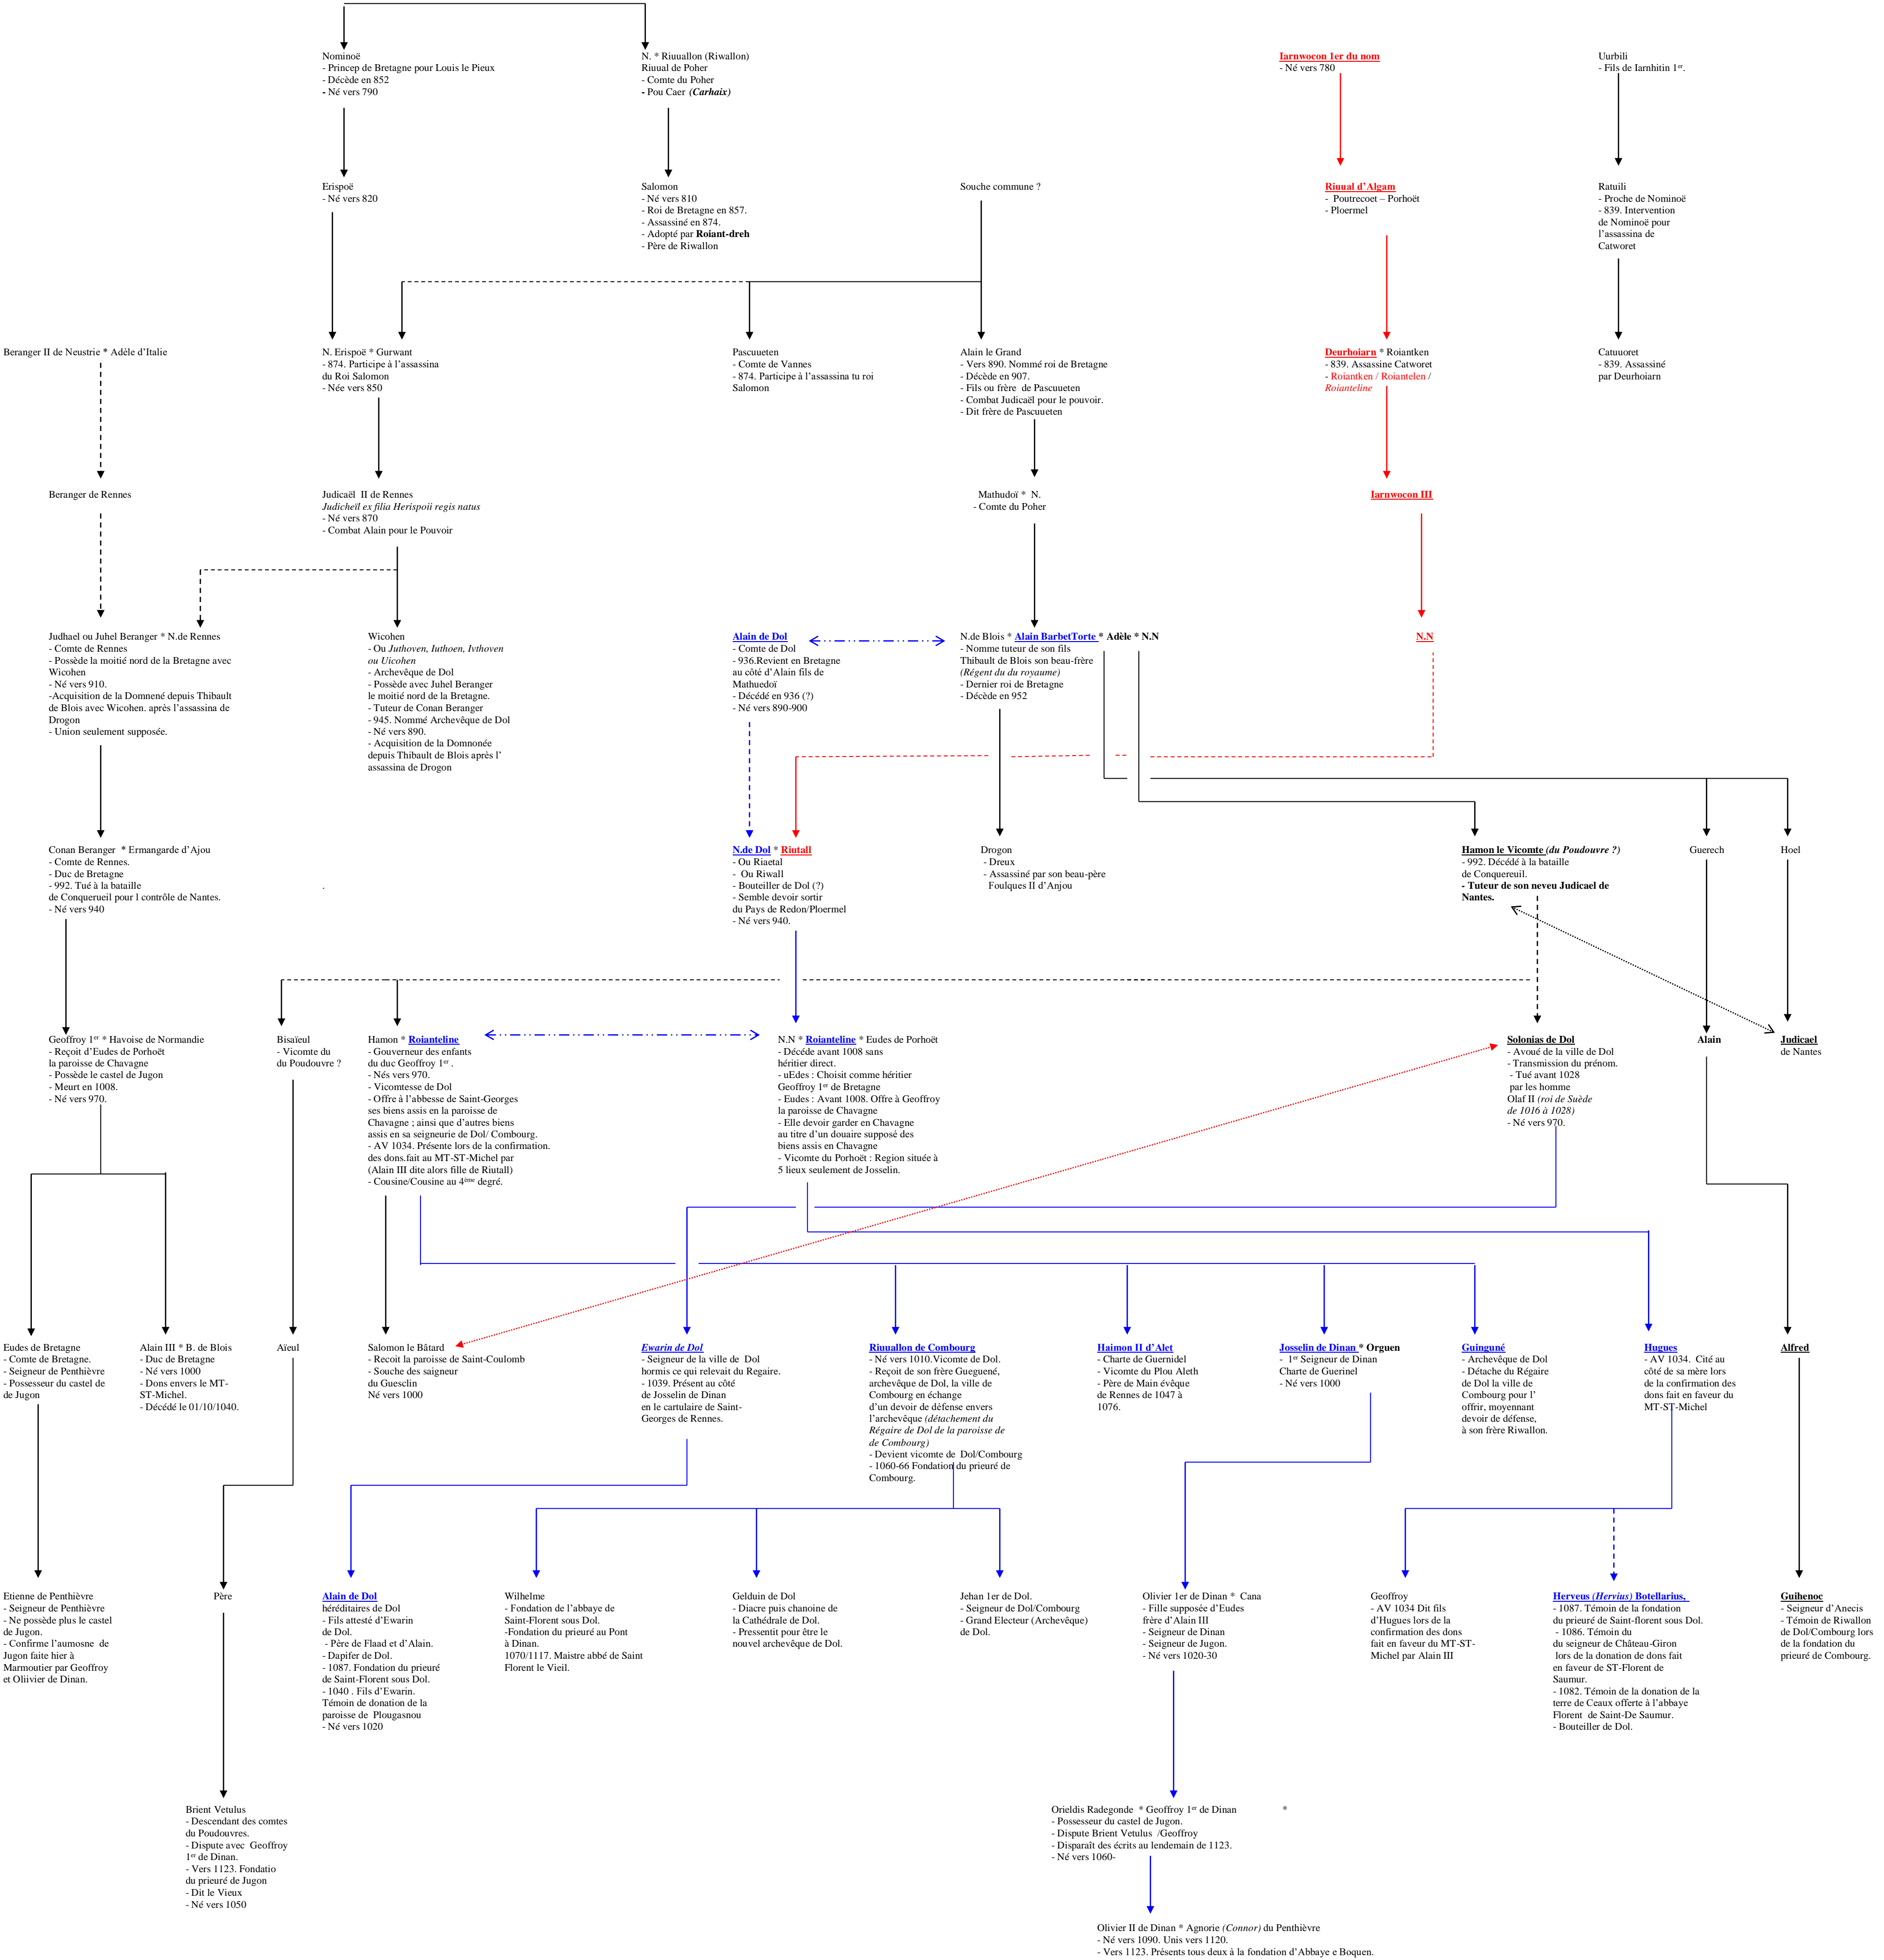 Nominoë
- Princep de Bretagne pour Louis le Pieux
- Décède en 852
- Né vers 790
N. * Riuuallon (Riwallon)
Riuual de Poher
- Comte du Poher
- Pou Caer (Carhaix)
Iarnwocon 1er du nom
- Né vers 780
Uurbili
- Fils de Iarnhitin 1er.
Erispoë
- Né vers 820
Salomon
- Né vers 810
- Roi de Bretagne en 857.
- Assassiné en 874.
- Adopté par Roiant-dreh
- Père de Riwallon
Souche commune ?
Riuual d’Algam
- Poutrecoet – Porhoët
- Ploermel
Ratuili
- Proche de Nominoë
- 839. Intervention
de Nominoë pour
l’assassina de
Catworet
Beranger II de Neustrie * Adèle d’Italie
N. Erispoë * Gurwant
- 874. Participe à l’assassina
du Roi Salomon
- Née vers 850
Pascuueten
- Comte de Vannes
- 874. Participe à l’assassina tu roi
Salomon
Alain le Grand
- Vers 890. Nommé roi de Bretagne
- Décède en 907.
- Fils ou frère de Pascuueten
- Combat Judicaël pour le pouvoir.
- Dit frère de Pascuueten
Deurhoiarn * Roiantken
- 839. Assassine Catworet
- Roiantken / Roiantelen /
Roianteline
Catuuoret
- 839. Assassiné
par Deurhoiarn
Beranger de Rennes
Judicaël II de Rennes
Judicheïl ex filia Herispoii regis natus
- Né vers 870
- Combat Alain pour le Pouvoir
Mathudoï * N.
- Comte du Poher
Iarnwocon III
Judhael ou Juhel Beranger * N.de Rennes
- Comte de Rennes
- Possède la moitié nord de la Bretagne avec
Wicohen
- Né vers 910.
-Acquisition de la Domnené depuis Thibault
de Blois avec Wicohen. après l’assassina de
Drogon
- Union seulement supposée.
Wicohen
- Ou Juthoven, Iuthoen, Ivthoven
ou Uicohen
- Archevêque de Dol
- Possède avec Juhel Beranger
le moitié nord de la Bretagne.
- Tuteur de Conan Beranger
- 945. Nommé Archevêque de Dol
- Né vers 890.
- Acquisition de la Domnonée
depuis Thibault de Blois après l’
assassina de Drogon
Alain de Dol
- Comte de Dol
- 936.Revient en Bretagne
au côté d’Alain fils de
Mathuedoï
- Décédé en 936 (?)
- Né vers 890-900
N.de Blois * Alain BarbetTorte * Adèle * N.N
- Nomme tuteur de son fils
Thibault de Blois son beau-frère
(Régent du du royaume)
- Dernier roi de Bretagne
- Décède en 952
N.N
Conan Beranger * Ermangarde d’Ajou
- Comte de Rennes.
- Duc de Bretagne
- 992. Tué à la bataille
de Conquerueil pour l contrôle de Nantes.
- Né vers 940
.
N.de Dol * Riutall
- Ou Riaetal
- Ou Riwall
- Bouteiller de Dol (?)
- Semble devoir sortir
du Pays de Redon/Ploermel
- Né vers 940.
Drogon
- Dreux
- Assassiné par son beau-père
Foulques II d’Anjou
Hamon le Vicomte (du Poudouvre ?)
- 992. Décédé à la bataille
de Conquereuil.
- Tuteur de son neveu Judicael de
Nantes.
Guerech
Hoel
Geoffroy 1er * Havoise de Normandie
- Reçoit d’Eudes de Porhoët
la paroisse de Chavagne
- Possède le castel de Jugon
- Meurt en 1008.
- Né vers 970.
Bisaïeul
- Vicomte du
du Poudouvre ?
Hamon * Roianteline
- Gouverneur des enfants
du duc Geoffroy 1er .
- Nés vers 970.
- Vicomtesse de Dol
- Offre à l’abbesse de Saint-Georges
ses biens assis en la paroisse de
Chavagne ; ainsi que d’autres biens
assis en sa seigneurie de Dol/ Combourg.
- AV 1034. Présente lors de la confirmation.
des dons.fait au MT-ST-Michel par
(Alain III dite alors fille de Riutall)
- Cousine/Cousine au 4ème degré.
N.N * Roianteline * Eudes de Porhoët
- Décéde avant 1008 sans
héritier direct.
- uEdes : Choisit comme héritier
Geoffroy 1er de Bretagne
- Eudes : Avant 1008. Offre à Geoffroy
la paroisse de Chavagne
- Elle devoir garder en Chavagne
au titre d’un douaire supposé des
biens assis en Chavagne
- Vicomte du Porhoët : Region située à
5 lieux seulement de Josselin.
Solonias de Dol
- Avoué de la ville de Dol
- Transmission du prénom.
- Tué avant 1028
par les homme
Olaf II (roi de Suède
de 1016 à 1028)
- Né vers 970.
Alain
Judicael
de Nantes
Eudes de Bretagne
- Comte de Bretagne.
- Seigneur de Penthièvre
- Possesseur du castel de
de Jugon
Alain III * B. de Blois
- Duc de Bretagne
- Né vers 1000
- Dons envers le MT-
ST-Michel.
- Décédé le 01/10/1040.
Aïeul
Salomon le Bâtard
- Recoit la paroisse de Saint-Coulomb
- Souche des saigneur
du Guesclin
Né vers 1000
Ewarin de Dol
- Seigneur de la ville de Dol
hormis ce qui relevait du Regaire.
- 1039. Présent au côté
de Josselin de Dinan
en le cartulaire de Saint-
Georges de Rennes.
Riuuallon de Combourg
- Né vers 1010.Vicomte de Dol.
- Reçoit de son frère Gueguené,
archevêque de Dol, la ville de
Combourg en échange
d’un devoir de défense envers
l’archevêque (détachement du
Régaire de Dol de la paroisse de
de Combourg)
- Devient vicomte de Dol/Combourg
- 1060-66 Fondation du prieuré de
Combourg.
Haimon II d’Alet
- Charte de Guernidel
- Vicomte du Plou Aleth
- Père de Main évêque
de Rennes de 1047 à
1076.
Josselin de Dinan * Orguen
- 1er Seigneur de Dinan
Charte de Guerinel
- Né vers 1000
Guinguné
- Archevêque de Dol
- Détache du Régaire
de Dol la ville de
Combourg pour l’
offrir, moyennant
devoir de défense,
à son frère Riwallon.
Hugues
- AV 1034. Cité au
côté de sa mère lors
de la confirmation des
dons fait en faveur du
MT-ST-Michel
Alfred
Etienne de Penthièvre
- Seigneur de Penthièvre
- Ne possède plus le castel
de Jugon.
- Confirme l’aumosne de
Jugon faite hier à
Marmoutier par Geoffroy
et Oliivier de Dinan.
Père
Alain de Dol
héréditaires de Dol
- Fils attesté d’Ewarin
de Dol.
- Père de Flaad et d’Alain.
- Dapifer de Dol.
- 1087. Fondation du prieuré
de Saint-Florent sous Dol.
- 1040 . Fils d’Ewarin.
Témoin de donation de la
paroisse de Plougasnou
- Né vers 1020
Wilhelme
- Fondation de l’abbaye de
Saint-Florent sous Dol.
-Fondation du prieuré au Pont
à Dinan.
1070/1117. Maistre abbé de Saint
Florent le Vieil.
Gelduin de Dol
- Diacre puis chanoine de
la Cathédrale de Dol.
- Pressentit pour être le
nouvel archevêque de Dol.
Jehan 1er de Dol.
- Seigneur de Dol/Combourg
- Grand Electeur (Archevêque)
de Dol.
Olivier 1er de Dinan * Cana
- Fille supposée d’Eudes
frère d’Alain III
- Seigneur de Dinan
- Seigneur de Jugon.
- Né vers 1020-30
Geoffroy
- AV 1034 Dit fils
d’Hugues lors de la
confirmation des dons
fait en faveur du MT-ST-
Michel par Alain III
Herveus (Hervius) Botellarius,
- 1087. Témoin de la fondation
du prieuré de Saint-florent sous Dol.
- 1086. Témoin du
du seigneur de Château-Giron
lors de la donation de dons fait
en faveur de ST-Florent de
Saumur.
- 1082. Témoin de la donation de la
terre de Ceaux offerte à l’abbaye
Florent de Saint-De Saumur.
- Bouteiller de Dol.
Guihenoc
- Seigneur d’Anecis
- Témoin de Riwallon
de Dol/Combourg lors
de la fondation du
prieuré de Combourg.
Brient Vetulus
- Descendant des comtes
du Poudouvres.
- Dispute avec Geoffroy
1er de Dinan.
- Vers 1123. Fondatio
du prieuré de Jugon
- Dit le Vieux
- Né vers 1050
Orieldis Radegonde * Geoffroy 1er de Dinan *
- Possesseur du castel de Jugon.
- Dispute Brient Vetulus /Geoffroy
- Disparaît des écrits au lendemain de 1123.
- Né vers 1060-
Olivier II de Dinan * Agnorie (Connor) du Penthièvre
- Né vers 1090. Unis vers 1120.
- Vers 1123. Présents tous deux à la fondation d’Abbaye e Boquen.